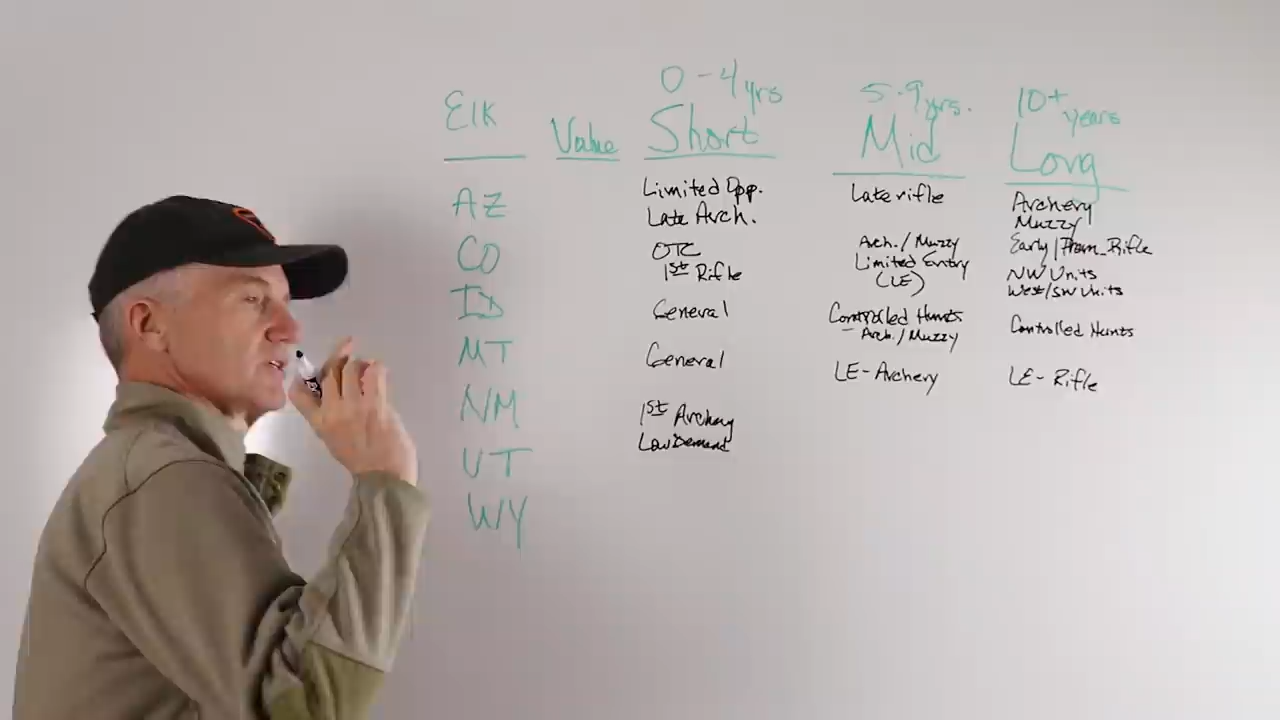 0-4 yrs
5-9 yrs.
10+ years
Elk Value Short Mid Long
AZ Limited Opp. Late rifle Archery
Late Arch. Muzzy
CO OTC Arch./Muzzy Early/Prem. Rifle
1st Rifle Limited Entry NW Units
(LE) West/SW Units
ID General Controlled Hunts Controlled Hunts
- Arch./Muzzy
MT General LE-Archery LE-Rifle
NM 1st Archery
Low Demand
UT
WY